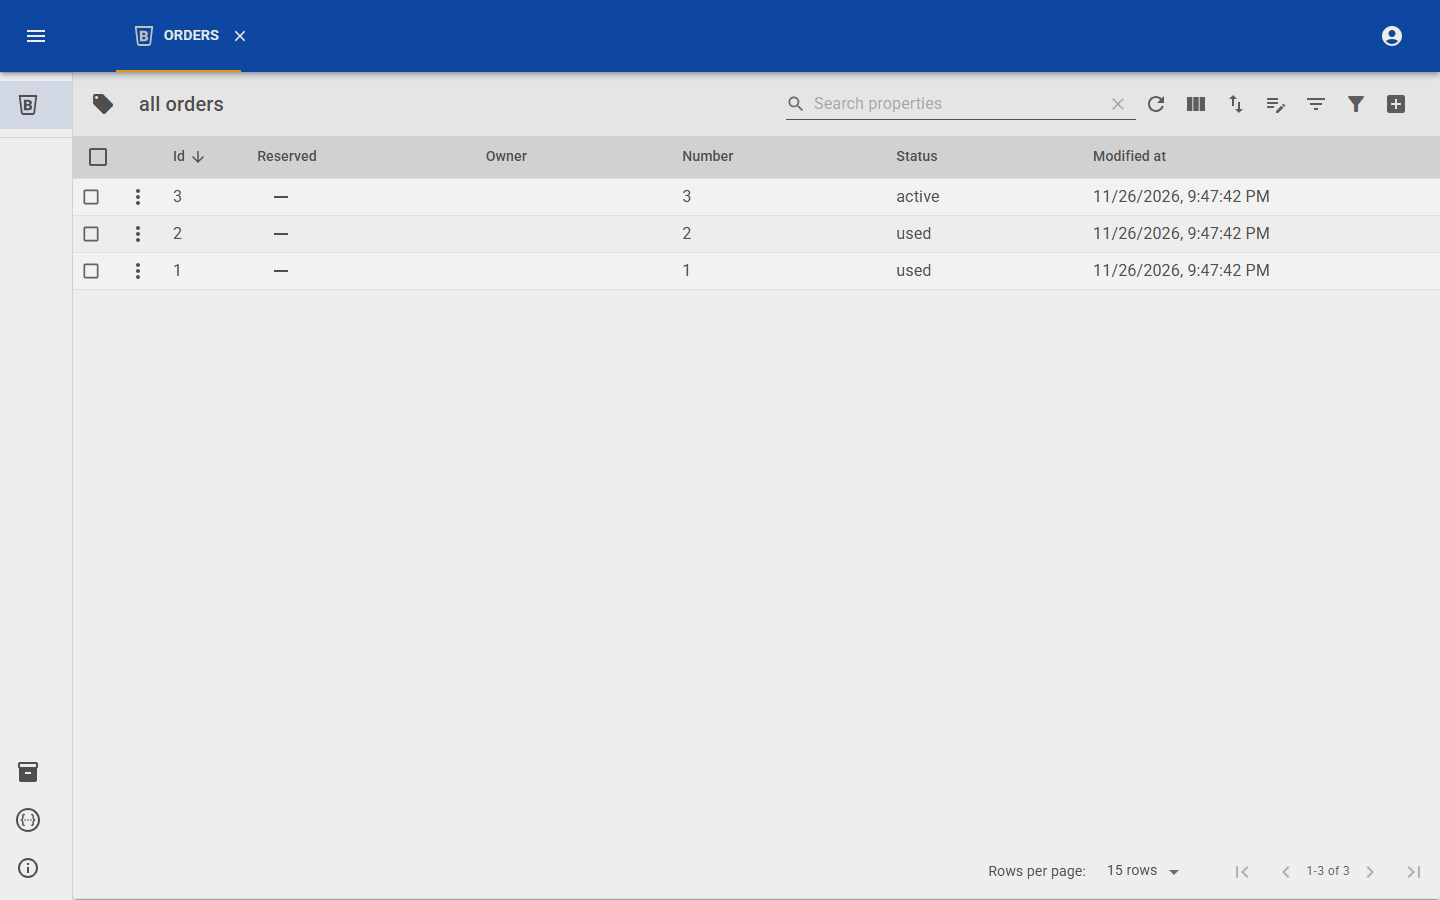 ORDERS
all orders
Search properties
Id Reserved Owner Number Status Modified at
3 — 3 active 11/26/2026, 9:47:42 PM
2 — 2 used 11/26/2026, 9:47:42 PM
1 — 1 used 11/26/2026, 9:47:42 PM
Rows per page: 15 rows 1-3 of 3